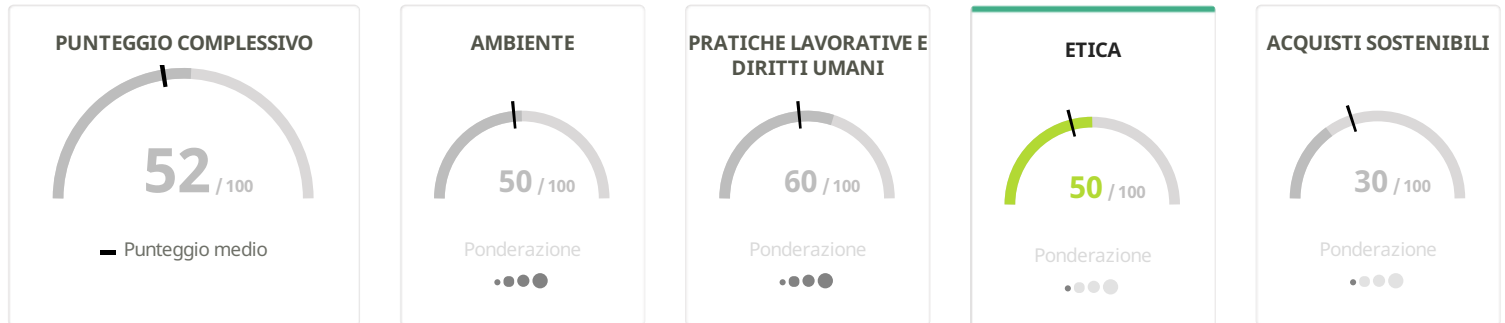 PUNTEGGIO COMPLESSIVO
52 / 100
Punteggio medio
AMBIENTE
50 / 100
Ponderazione
PRATICHE LAVORATIVE E
DIRITTI UMANI
60 / 100
Ponderazione
ETICA
50 / 100
Ponderazione
ACQUISTI SOSTENIBILI
30 / 100
Ponderazione